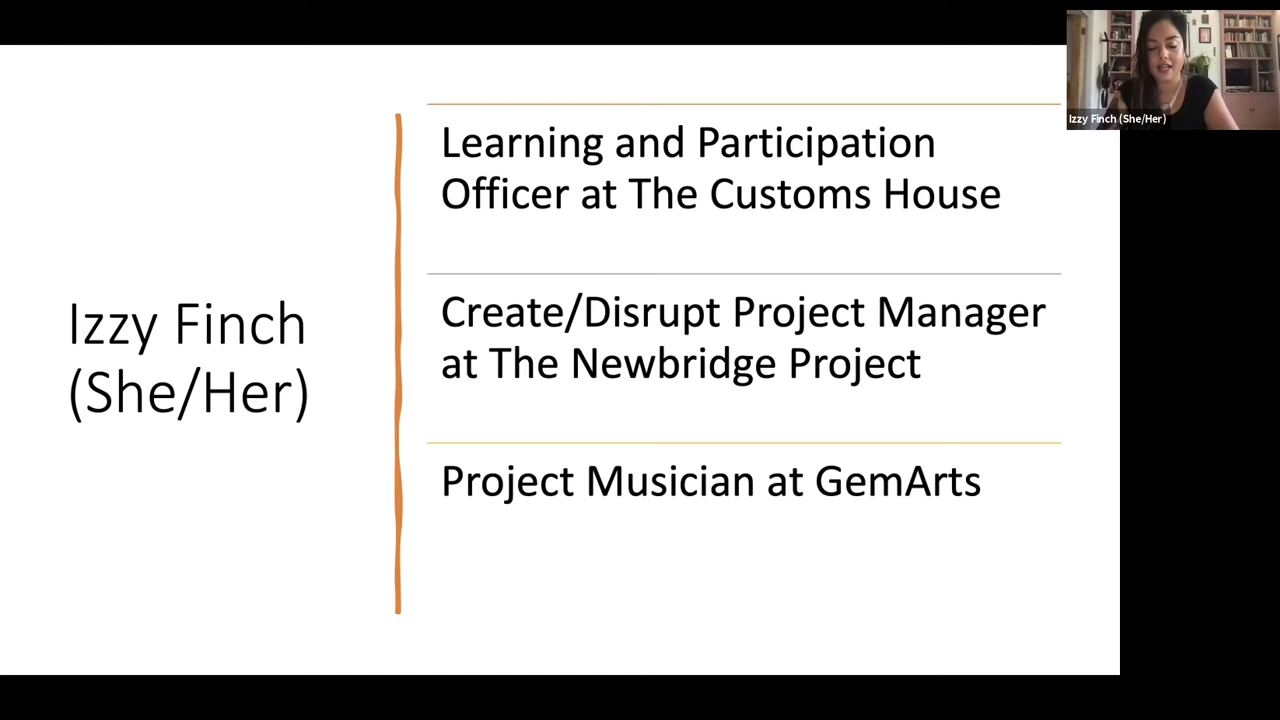 Izzy Finch
(She/Her)
Learning and Participation
Officer at The Customs House
Create/Disrupt Project Manager
at The Newbridge Project
Project Musician at GemArts
Izzy Finch (She/Her)